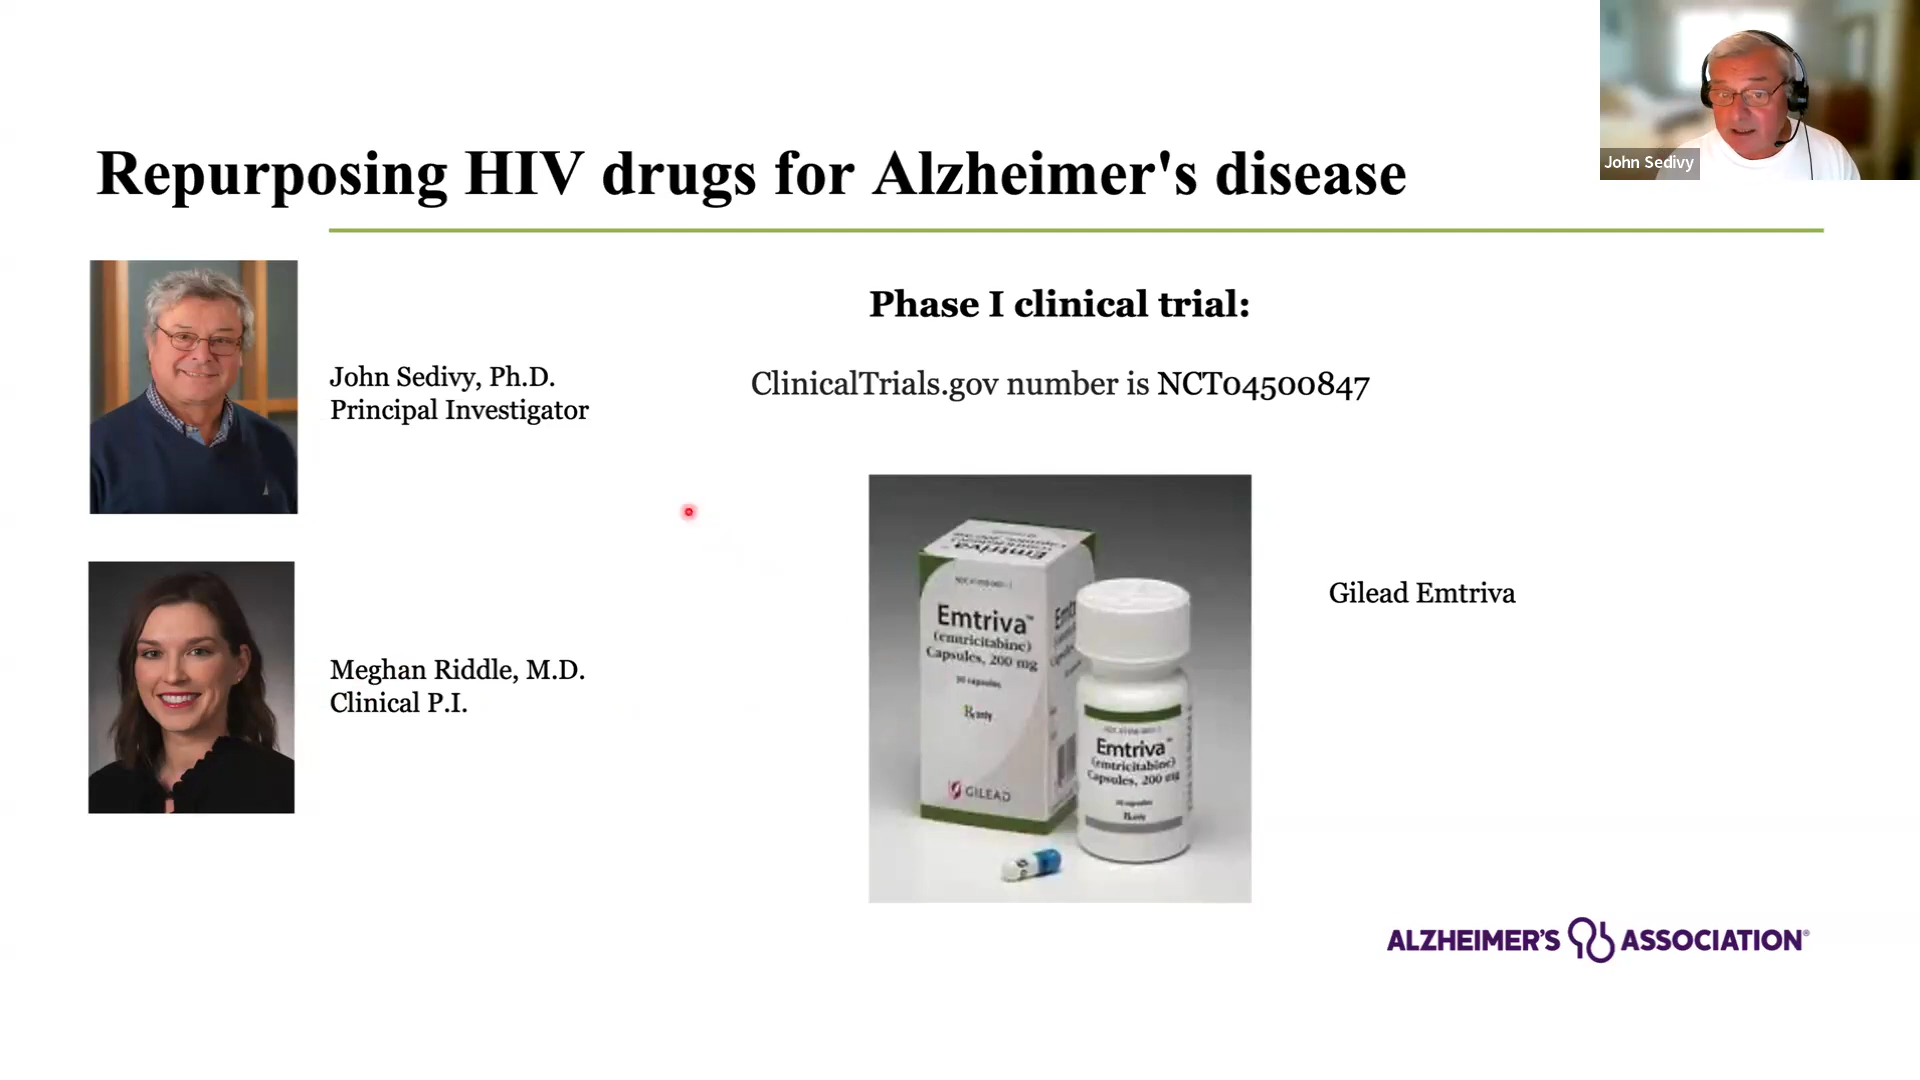 John Sedivy
Repurposing HIV drugs for Alzheimer's disease
John Sedivy, Ph.D.
Principal Investigator
Meghan Riddle, M.D.
Clinical P.I.
Phase I clinical trial:
ClinicalTrials.gov number is NCT04500847
Emtriva™
(emtricitabine)
Capsules, 200 mg
30 capsules
Rx only
GILEAD
Emtriva™
(emtricitabine)
Capsules, 200 mg
30 capsules
Rx only
Gilead Emtriva
ALZHEIMER'S ASSOCIATION®